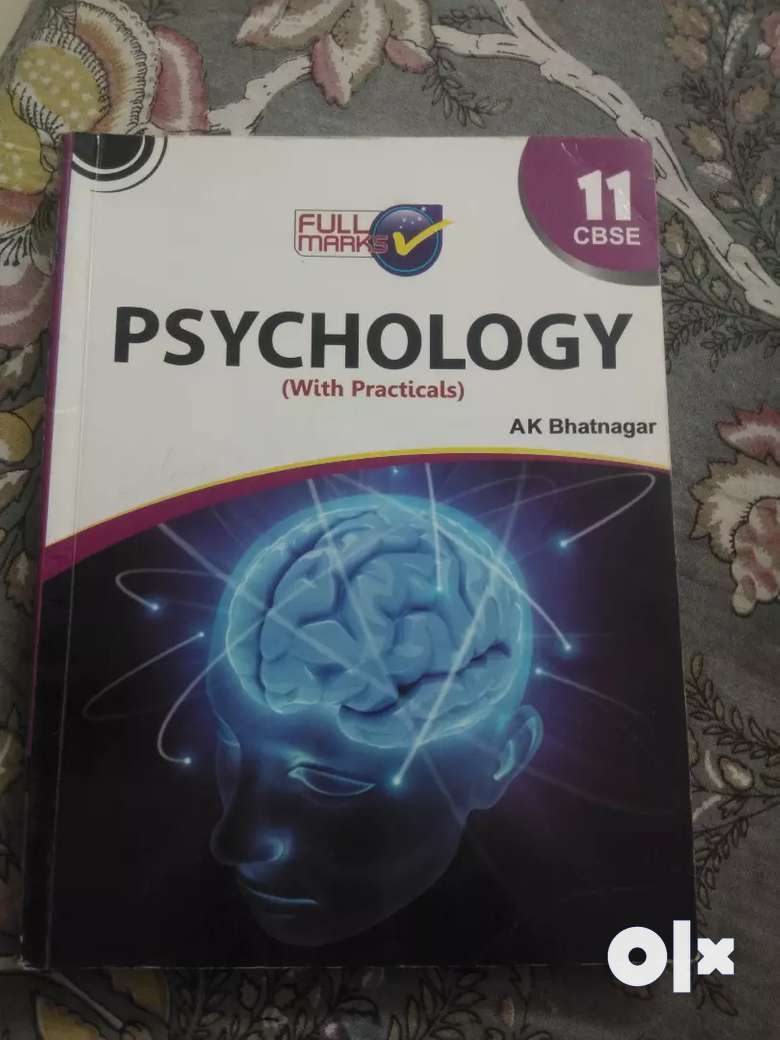 11
CBSE
FULL
MARKS
PSYCHOLOGY
(With Practicals)
AK Bhatnagar
olx